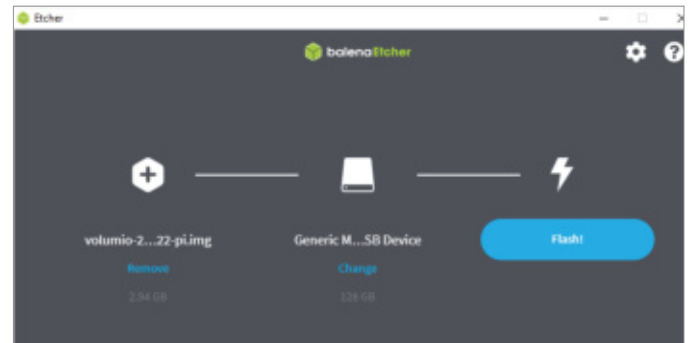 Etcher
balenaEtcher
volumio-2...22-pi.img
Generic M...SB Device
Flash!
Remove
Change
2.94 GB
128 GB